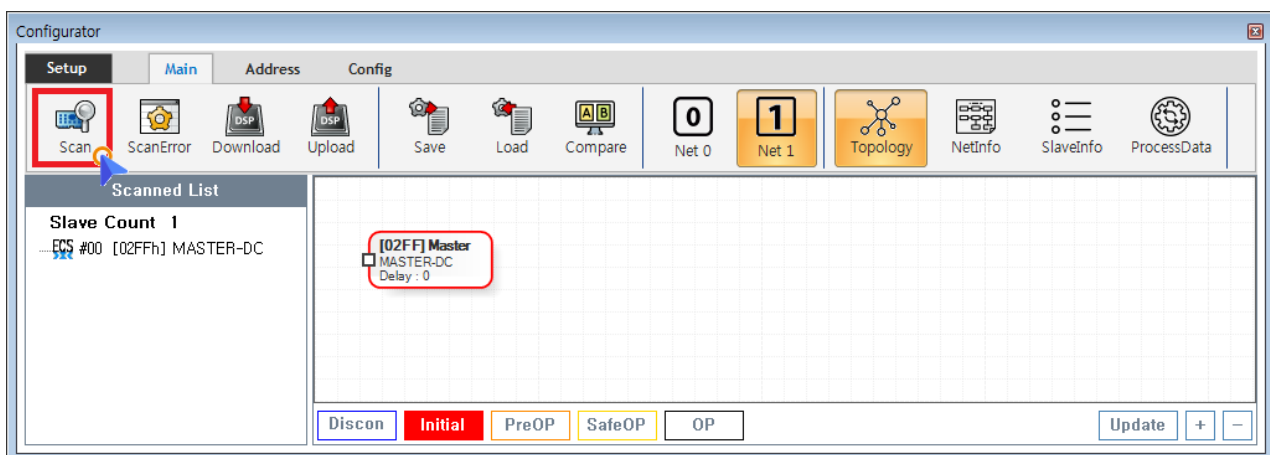 Configurator
Setup Main Address Config
DSP DSP A B 0 1
Scan ScanError Download Upload Save Load Compare Net 0 Net 1 Topology NetInfo SlaveInfo ProcessData
Scanned List
Slave Count 1
ECS #00 [02FFh] MASTER-DC
[02FF] Master
MASTER-DC
Delay : 0
Discon Initial PreOP SafeOP OP Update + -